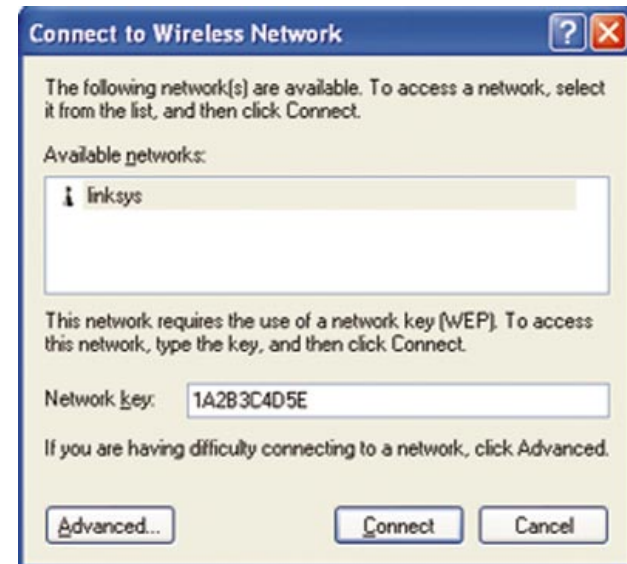 Connect to Wireless Network
The following network(s) are available. To access a network, select
it from the list, and then click Connect.
Available networks:
linksys
This network requires the use of a network key (WEP). To access
this network, type the key, and then click Connect.
Network key: 1A2B3C4D5E
If you are having difficulty connecting to a network, click Advanced.
Advanced... Connect Cancel